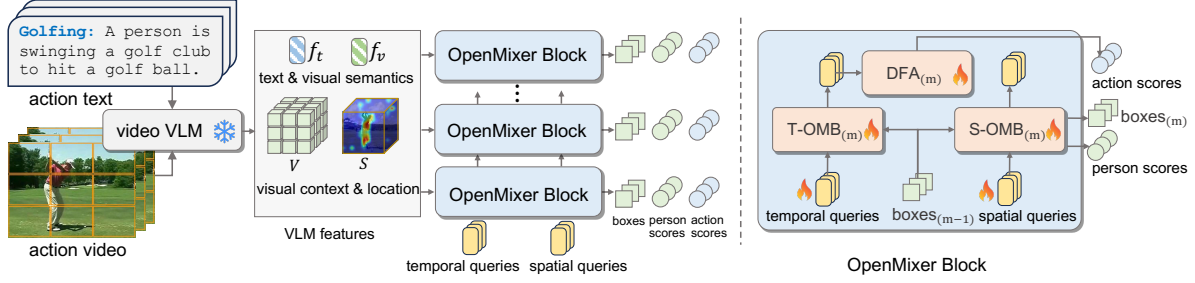 Golfing: A person is
swinging a golf club
to hit a golf ball.
action text
video VLM
action video
f_t f_v
text & visual semantics
V S
visual context & location
VLM features
OpenMixer Block
OpenMixer Block
OpenMixer Block
boxes person scores action scores
temporal queries spatial queries
DFA(m)
action scores
T-OMB(m) S-OMB(m)
boxes(m)
person scores
temporal queries boxes(m−1) spatial queries
OpenMixer Block